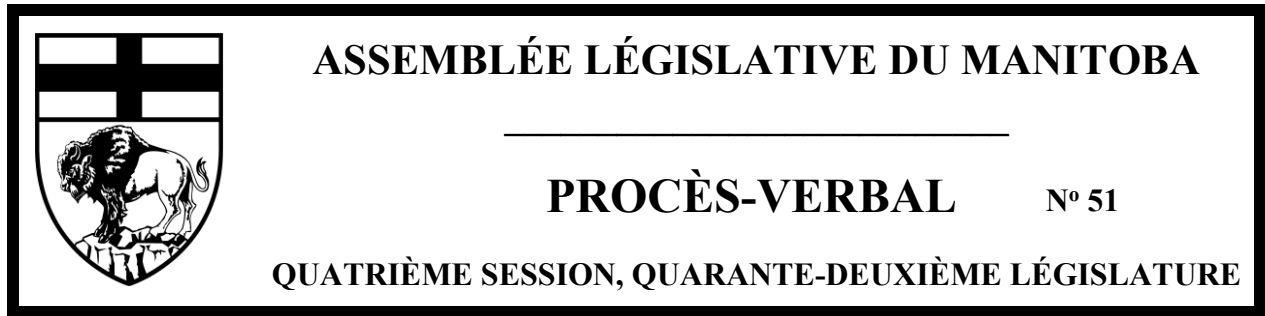 ASSEMBLÉE LÉGISLATIVE DU MANITOBA
PROCÈS-VERBAL Nº 51
QUATRIÈME SESSION, QUARANTE-DEUXIÈME LÉGISLATURE